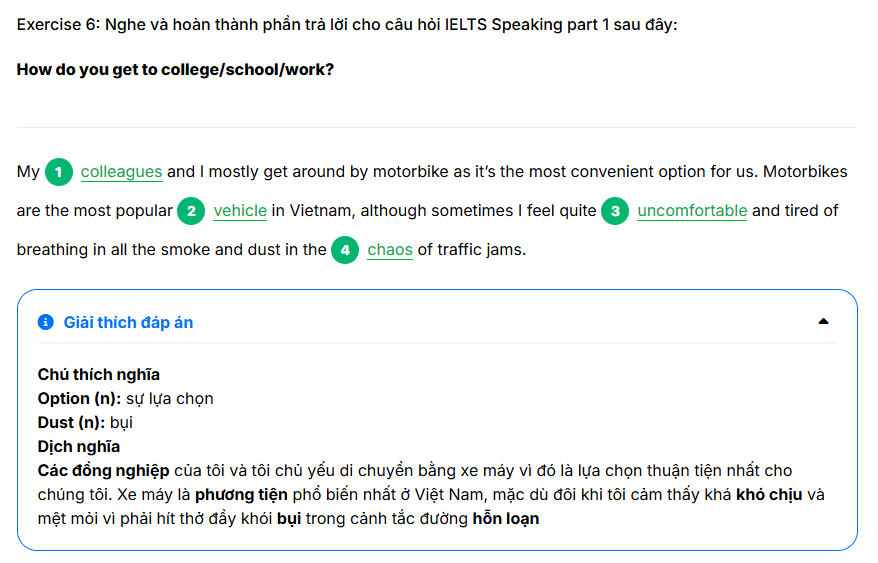 Exercise 6: Nghe và hoàn thành phần trả lời cho câu hỏi IELTS Speaking part 1 sau đây:
How do you get to college/school/work?
My 1 colleagues and I mostly get around by motorbike as it’s the most convenient option for us. Motorbikes
are the most popular 2 vehicle in Vietnam, although sometimes I feel quite 3 uncomfortable and tired of
breathing in all the smoke and dust in the 4 chaos of traffic jams.
Giải thích đáp án
Chú thích nghĩa
Option (n): sự lựa chọn
Dust (n): bụi
Dịch nghĩa
Các đồng nghiệp của tôi và tôi chủ yếu di chuyển bằng xe máy vì đó là lựa chọn thuận tiện nhất cho
chúng tôi. Xe máy là phương tiện phổ biến nhất ở Việt Nam, mặc dù đôi khi tôi cảm thấy khá khó chịu và
mệt mỏi vì phải hít thở đầy khói bụi trong cảnh tắc đường hỗn loạn